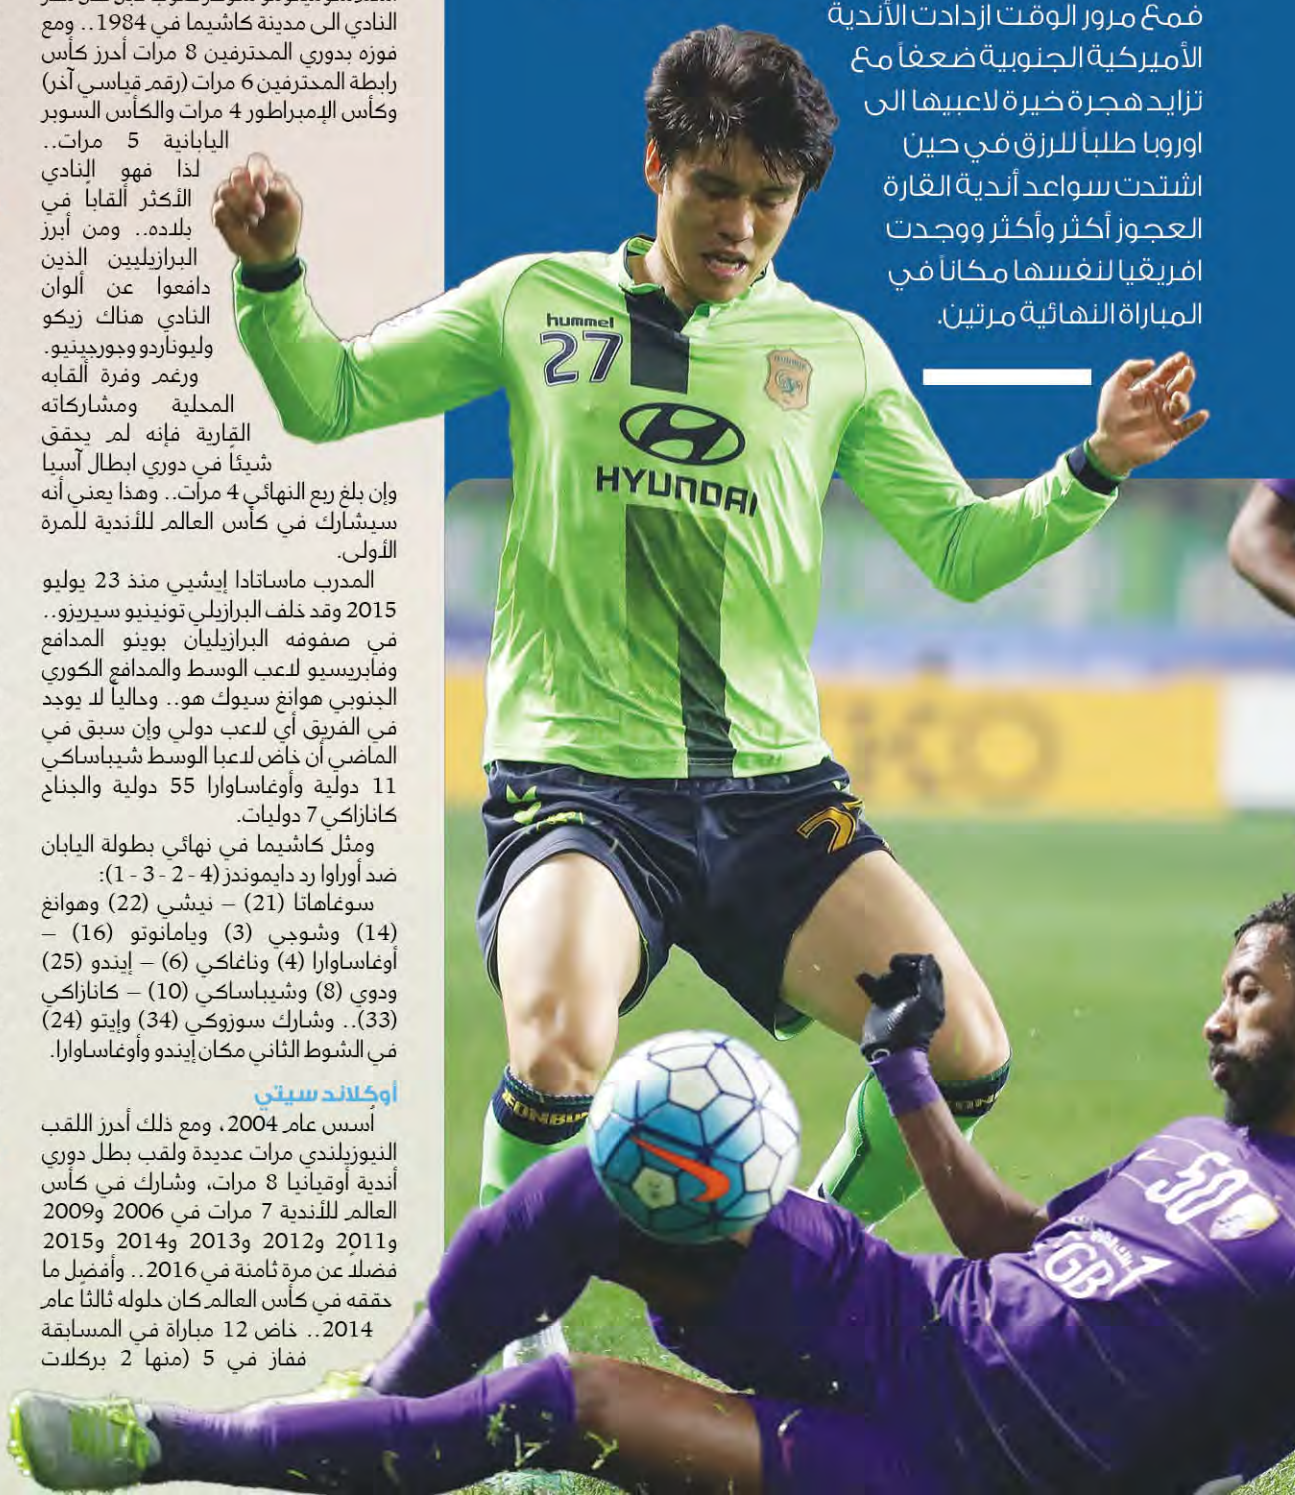 فمع مرور الوقت ازدادت الأندية
الأميركية الجنوبية ضعفاً مع
تزايد هجرة خيرة لاعبيها الى
اوروبا طلباً للرزق في حين
اشتدت سواعد أندية القارة
العجوز أكثر وأكثر ووجدت
افريقيا لنفسها مكاناً في
المباراة النهائية مرتين.
النادي الى مدينة كاشيما في 1984.. ومع
فوزه بدوري المحترفين 8 مرات أحرز كأس
رابطة المحترفين 6 مرات (رقم قياسي آخر)
وكأس الإمبراطور 4 مرات والكأس السوبر
اليابانية 5 مرات..
لذا فهو النادي
الأكثر ألقاباً في
بلاده.. ومن أبرز
البرازيليين الذين
دافعوا عن ألوان
النادي هناك زيكو
وليوناردو وجورجينيو.
ورغم وفرة ألقابه
المحلية ومشاركاته
القارية فإنه لم يحقق
شيئاً في دوري ابطال آسيا
وإن بلغ ربع النهائي 4 مرات.. وهذا يعني أنه
سيشارك في كأس العالم للأندية للمرة
الأولى.
المدرب ماساتادا إيشيي منذ 23 يوليو
2015 وقد خلف البرازيلي تونينيو سيريزو..
في صفوفه البرازيليان بوينو المدافع
وفابريسيو لاعب الوسط والمدافع الكوري
الجنوبي هوانغ سيوك هو.. وحالياً لا يوجد
في الفريق أي لاعب دولي وإن سبق في
الماضي أن خاض لاعبا الوسط شيباساكي
11 دولية وأوغاساوارا 55 دولية والجناح
كانازاكي 7 دوليات.
ومثل كاشيما في نهائي بطولة اليابان
ضد أوراوا رد دايموندز (4 - 2 - 3 - 1):
سوغاهاتا (21) – نيشي (22) وهوانغ
(14) وشوجي (3) ويامانوتو (16) –
أوغاساوارا (4) وناغاكي (6) – إيندو (25)
ودوي (8) وشيباساكي (10) – كانازاكي
(33).. وشارك سوزوكي (34) وإيتو (24)
في الشوط الثاني مكان إيندو وأوغاساوارا.
أوكلاند سيتي
أسس عام 2004، ومع ذلك أحرز اللقب
النيوزيلندي مرات عديدة ولقب بطل دوري
أندية أوقيانيا 8 مرات، وشارك في كأس
العالم للأندية 7 مرات في 2006 و2009
و2011 و2012 و2013 و2014 و2015
فضلاً عن مرة ثامنة في 2016.. وأفضل ما
حققه في كأس العالم كان حلوله ثالثاً عام
2014.. خاض 12 مباراة في المسابقة
ففاز في 5 (منها 2 بركلات
hummel
27
HYUNDAI
50